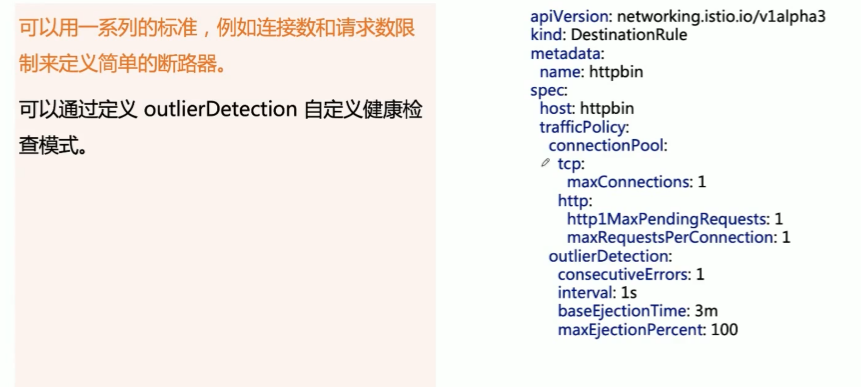 可以用一系列的标准，例如连接数和请求数限
制来定义简单的断路器。
可以通过定义 outlierDetection 自定义健康检
查模式。
apiVersion: networking.istio.io/v1alpha3
kind: DestinationRule
metadata:
  name: httpbin
spec:
  host: httpbin
  trafficPolicy:
    connectionPool:
      tcp:
        maxConnections: 1
      http:
        http1MaxPendingRequests: 1
        maxRequestsPerConnection: 1
    outlierDetection:
      consecutiveErrors: 1
      interval: 1s
      baseEjectionTime: 3m
      maxEjectionPercent: 100